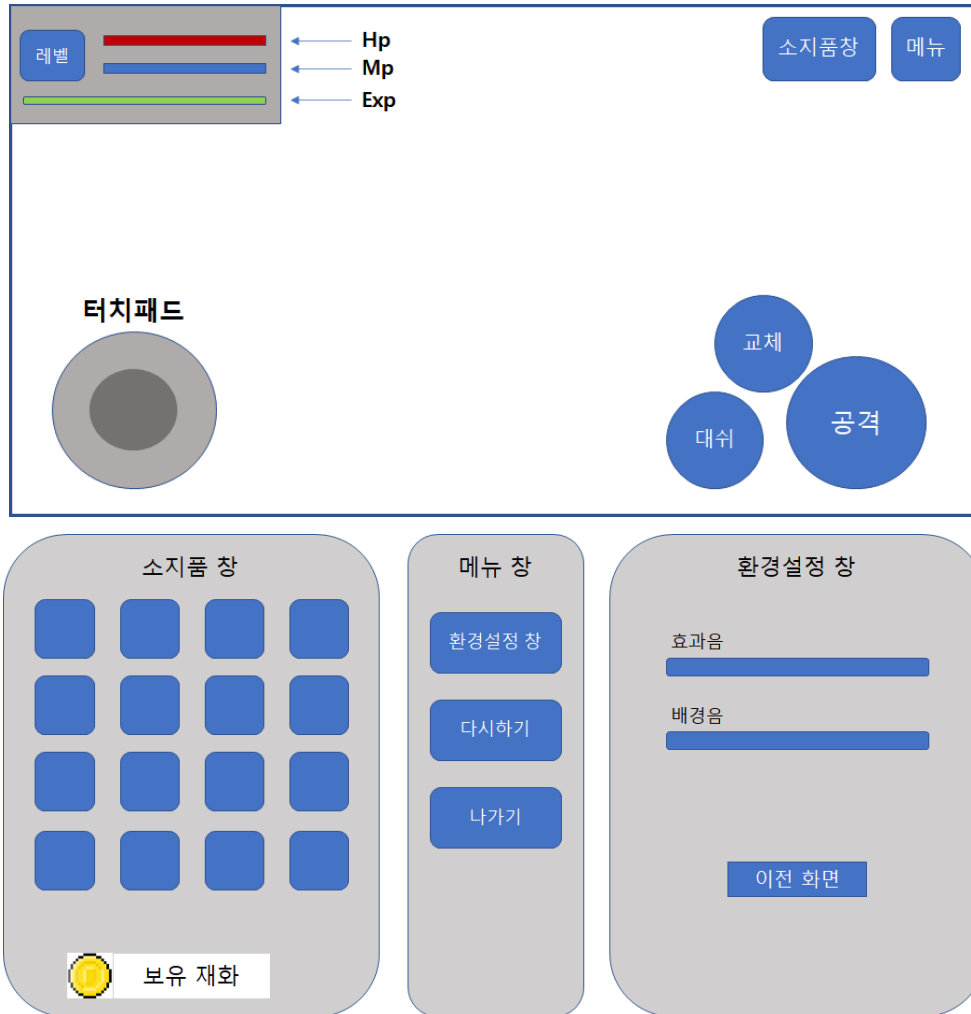 레벨
Hp
Mp
Exp
소지품창
메뉴
터치패드
교체
대쉬
공격
소지품 창
보유 재화
메뉴 창
환경설정 창
다시하기
나가기
환경설정 창
효과음
배경음
이전 화면